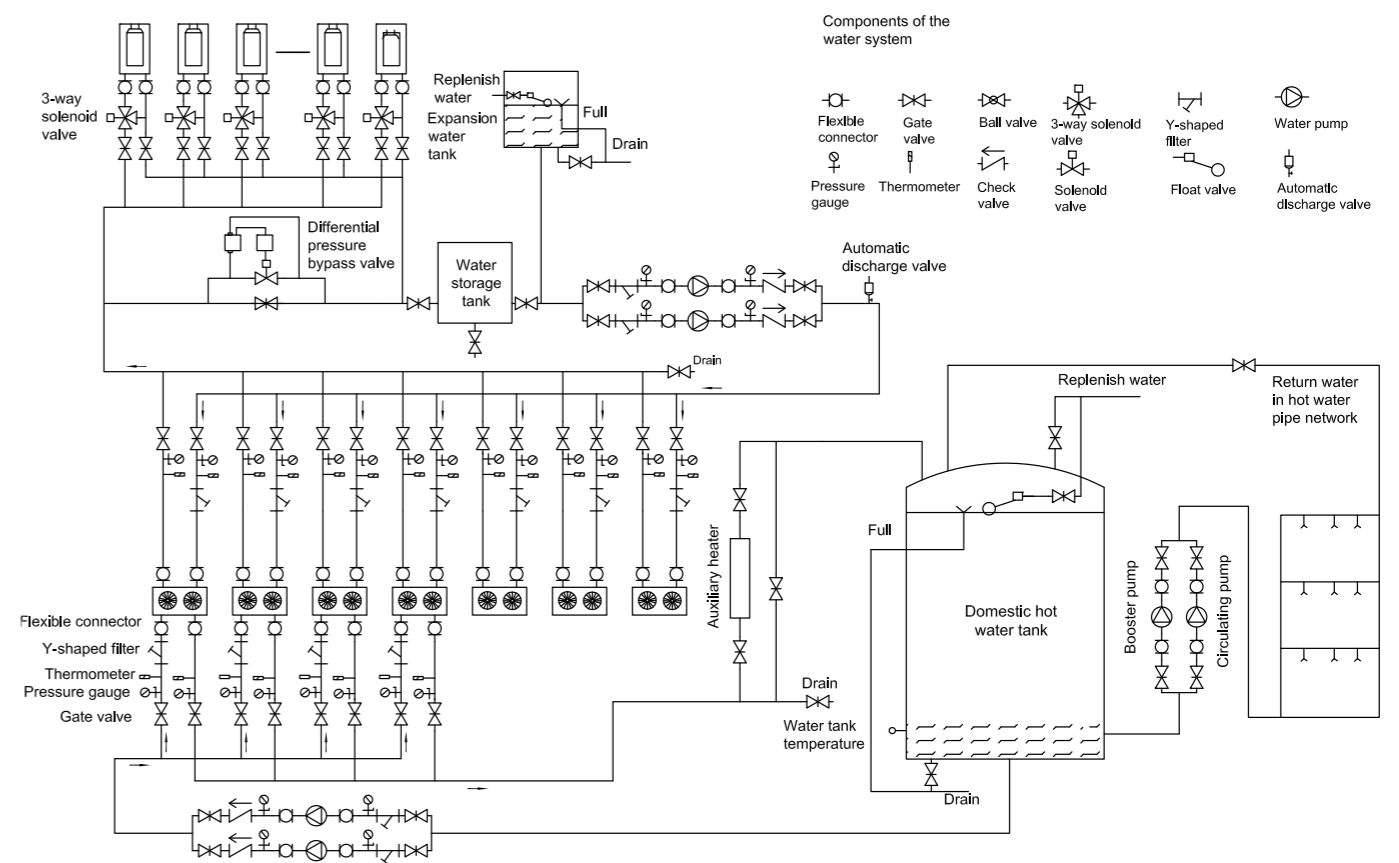 Components of the
water system
Flexible
connector
Gate
valve
Ball valve
3-way solenoid
valve
Y-shaped
filter
Water pump
Pressure
gauge
Thermometer
Check
valve
Solenoid
valve
Float valve
Automatic
discharge valve
3-way
solenoid
valve
Replenish
water
Expansion
water
tank
Full
Drain
Differential
pressure
bypass valve
Water
storage
tank
Automatic
discharge valve
Drain
Replenish water
Return water
in hot water
pipe network
Full
Auxiliary heater
Domestic hot
water tank
Booster pump
Circulating pump
Flexible connector
Y-shaped filter
Thermometer
Pressure gauge
Gate valve
Drain
Water tank
temperature
Drain